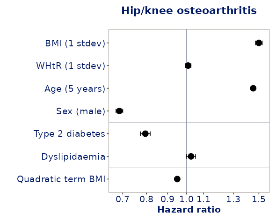 Hip/knee osteoarthritis
BMI (1 stdev)
WHtR (1 stdev)
Age (5 years)
Sex (male)
Type 2 diabetes
Dyslipidaemia
Quadratic term BMI
0.7 0.8 0.9 1.0 1.1 1.3 1.5
Hazard ratio